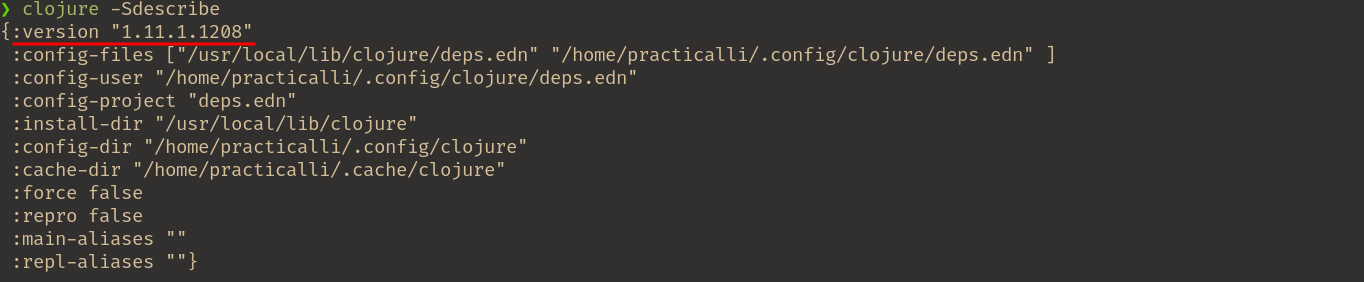 ❯ clojure -Sdescribe
{:version "1.11.1.1208"
:config-files ["/usr/local/lib/clojure/deps.edn" "/home/practicalli/.config/clojure/deps.edn" ]
:config-user "/home/practicalli/.config/clojure/deps.edn"
:config-project "deps.edn"
:install-dir "/usr/local/lib/clojure"
:config-dir "/home/practicalli/.config/clojure"
:cache-dir "/home/practicalli/.cache/clojure"
:force false
:repro false
:main-aliases ""
:repl-aliases ""}